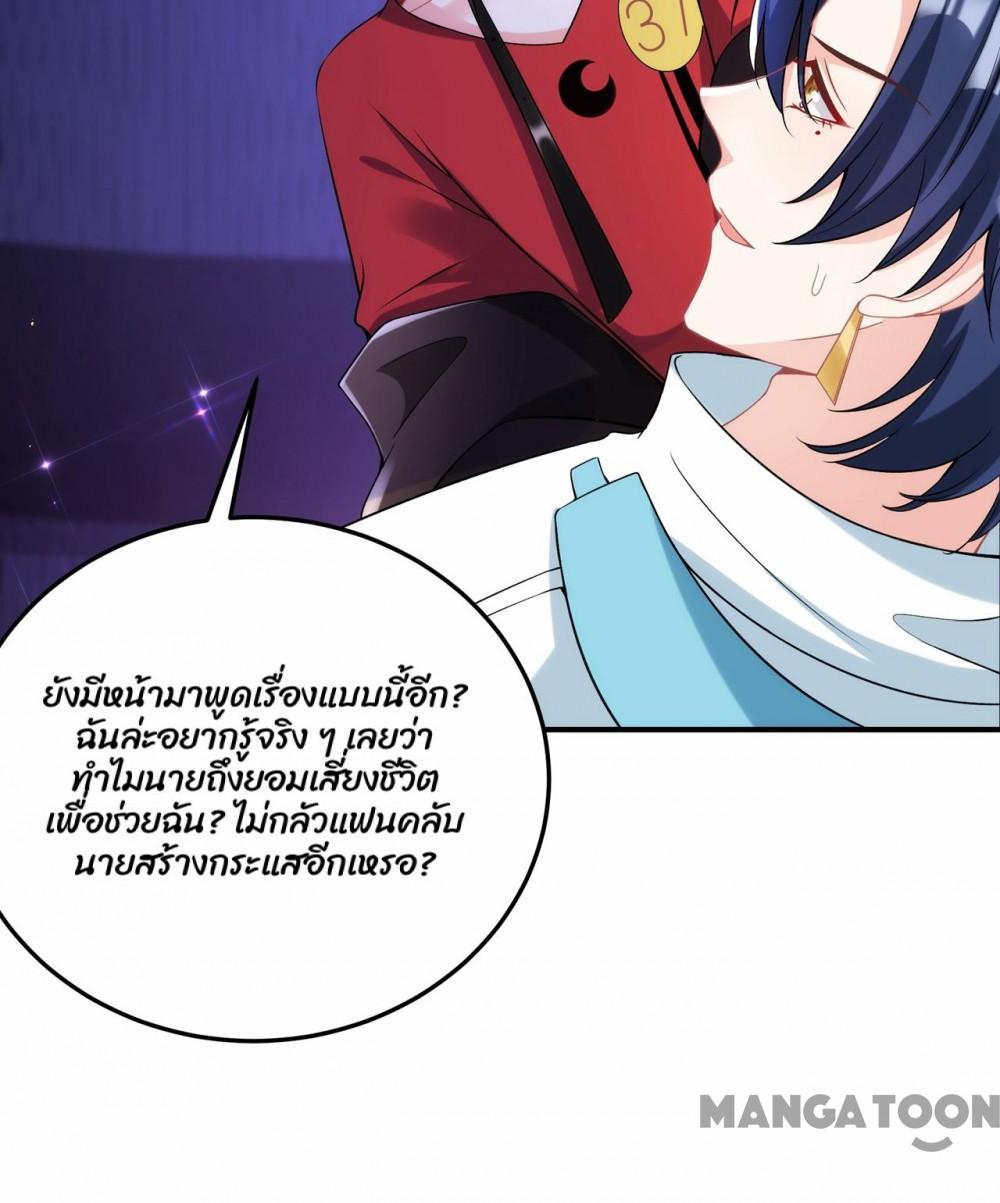 31
ยังมีหน้ามาพูดเรื่องแบบนี้อีก?
ฉันล่ะอยากรู้จริง ๆ เลยว่า
ทำไมนายถึงยอมเสี่ยงชีวิต
เพื่อช่วยฉัน? ไม่กลัวแฟนคลับ
นายสร้างกระแสอีกเหรอ?
MANGATOON